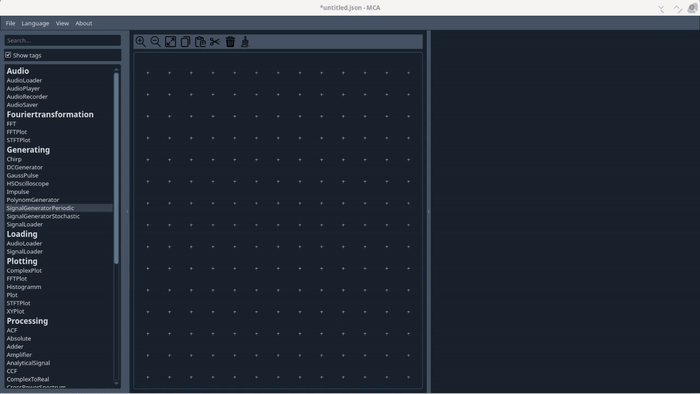 *untitled.json - MCA
File Language View About
Search...
Show tags
Audio
AudioLoader
AudioPlayer
AudioRecorder
AudioSaver
Fouriertransformation
FFT
FFTPlot
STFTPlot
Generating
Chirp
DCGenerator
GaussPulse
HSOscilloscope
Impulse
PolynomGenerator
SignalGeneratorPeriodic
SignalGeneratorStochastic
SignalLoader
Loading
AudioLoader
SignalLoader
Plotting
ComplexPlot
FFTPlot
Histogramm
Plot
STFTPlot
XYPlot
Processing
ACF
Absolute
Adder
Amplifier
AnalyticalSignal
CCF
ComplexToReal
CrossPowerSpectrum